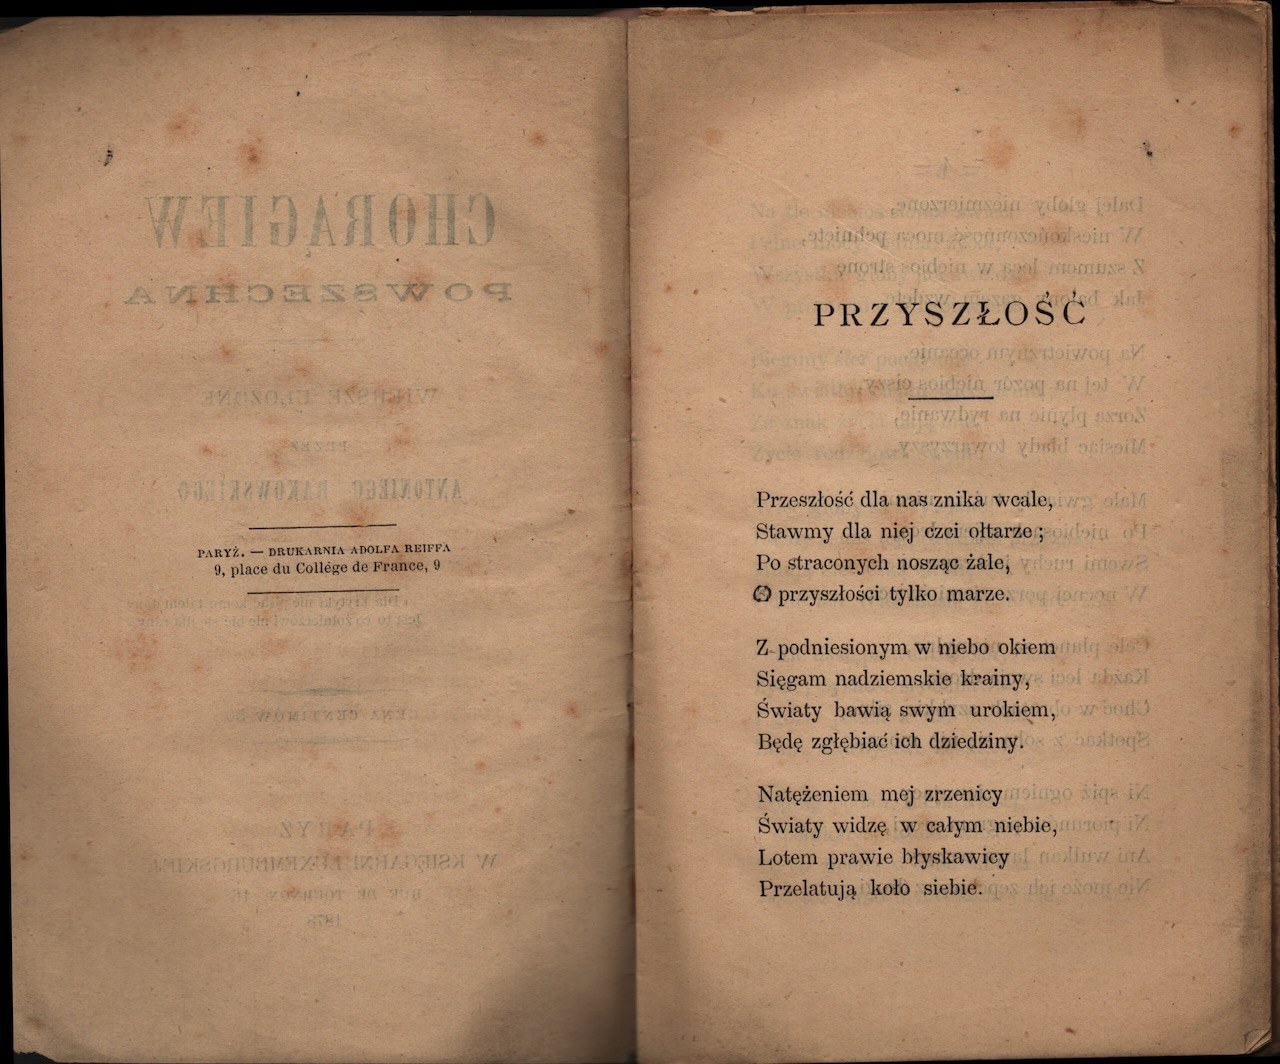 PARYŻ. — DRUKARNIA ADOLFA REIFFA
9, place du Collége de France, 9
PRZYSZŁOŚĆ
Przeszłość dla nas znika wcale,
Stawmy dla niej czci ołtarze ;
Po straconych nosząc żale,
O przyszłości tylko marze.
Z podniesionym w niebo okiem
Sięgam nadziemskie krainy,
Światy bawią swym urokiem,
Będę zgłębiać ich dziedziny.
Natężeniem mej zrzenicy
Światy widzę w całym niebie,
Lotem prawie błyskawicy
Przelatują koło siebie.